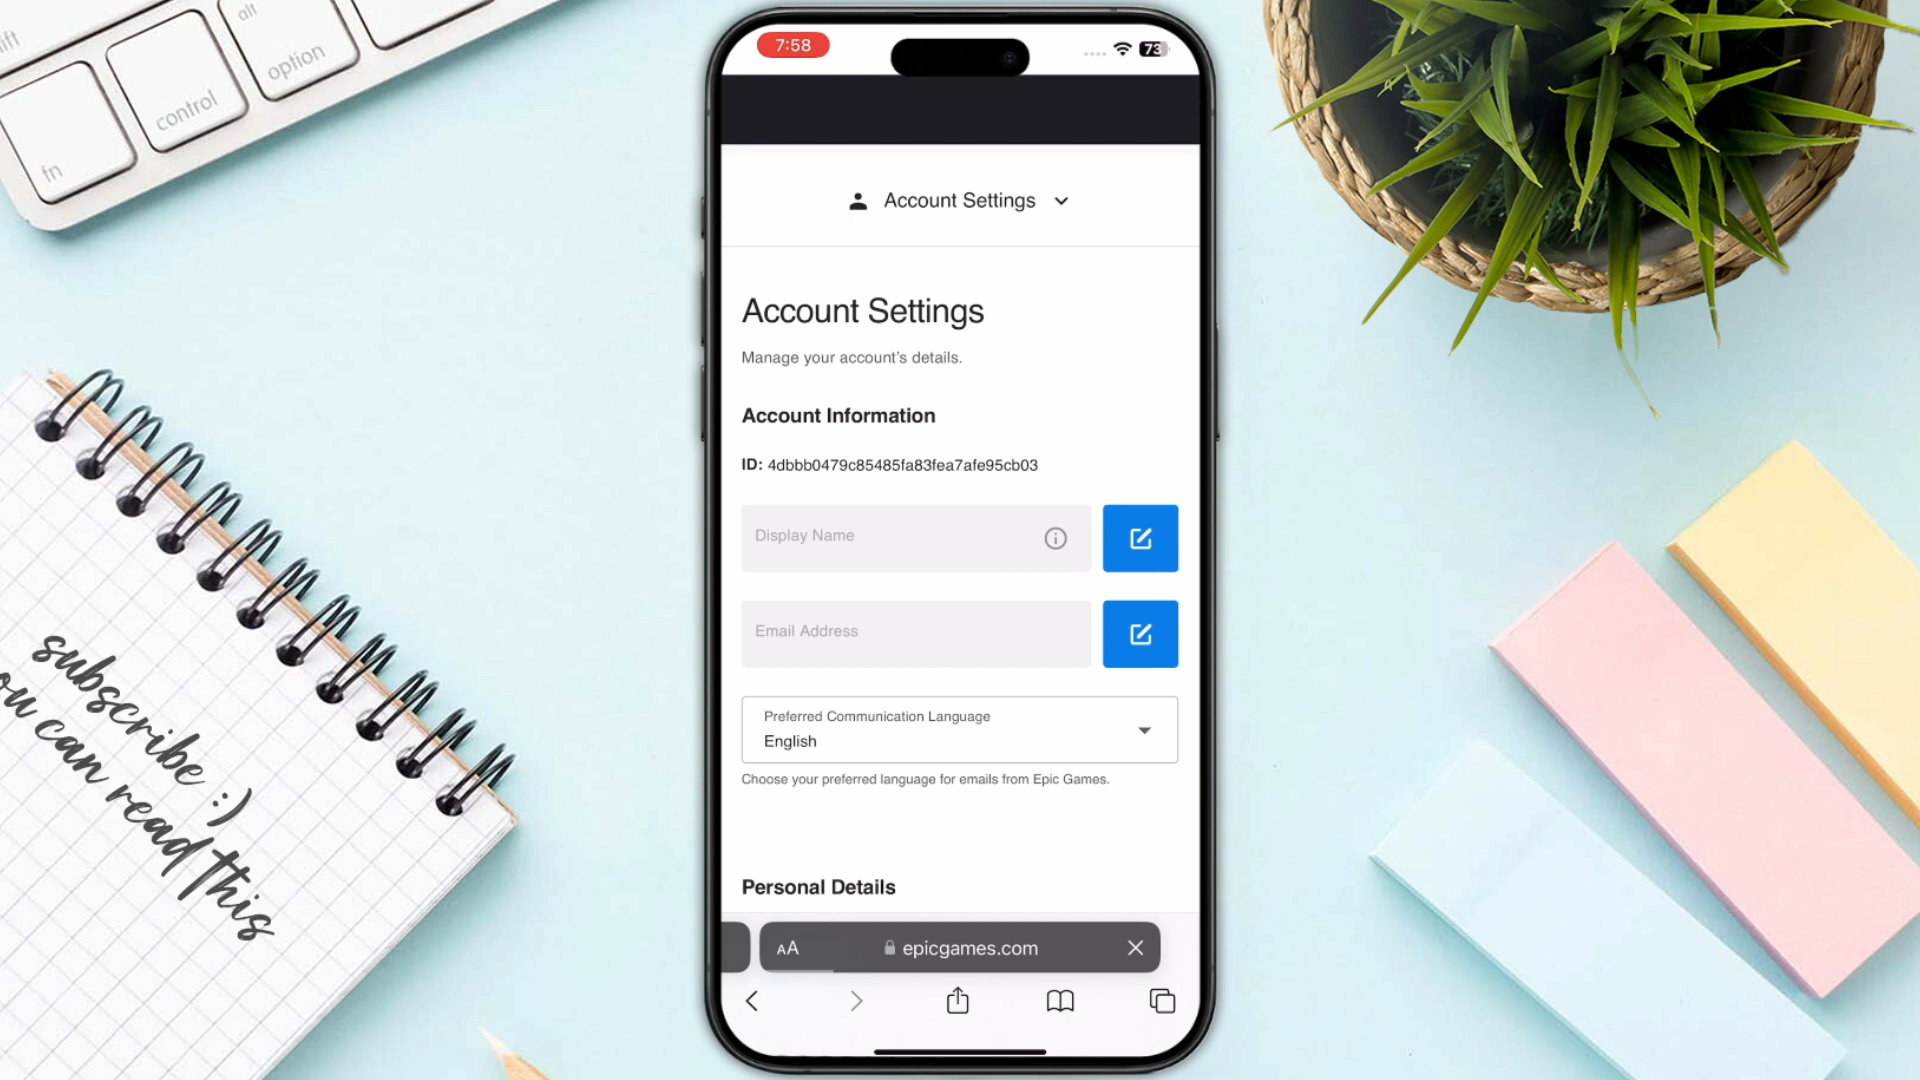 alt
option
control
fn
7:58
73
Account Settings
Account Settings
Manage your account's details.
Account Information
ID: 4dbbb0479c85485fa83fea7afe95cb03
Display Name
Email Address
Preferred Communication Language
English
Choose your preferred language for emails from Epic Games.
Personal Details
AA
epicgames.com
subscribe :)
you can read this